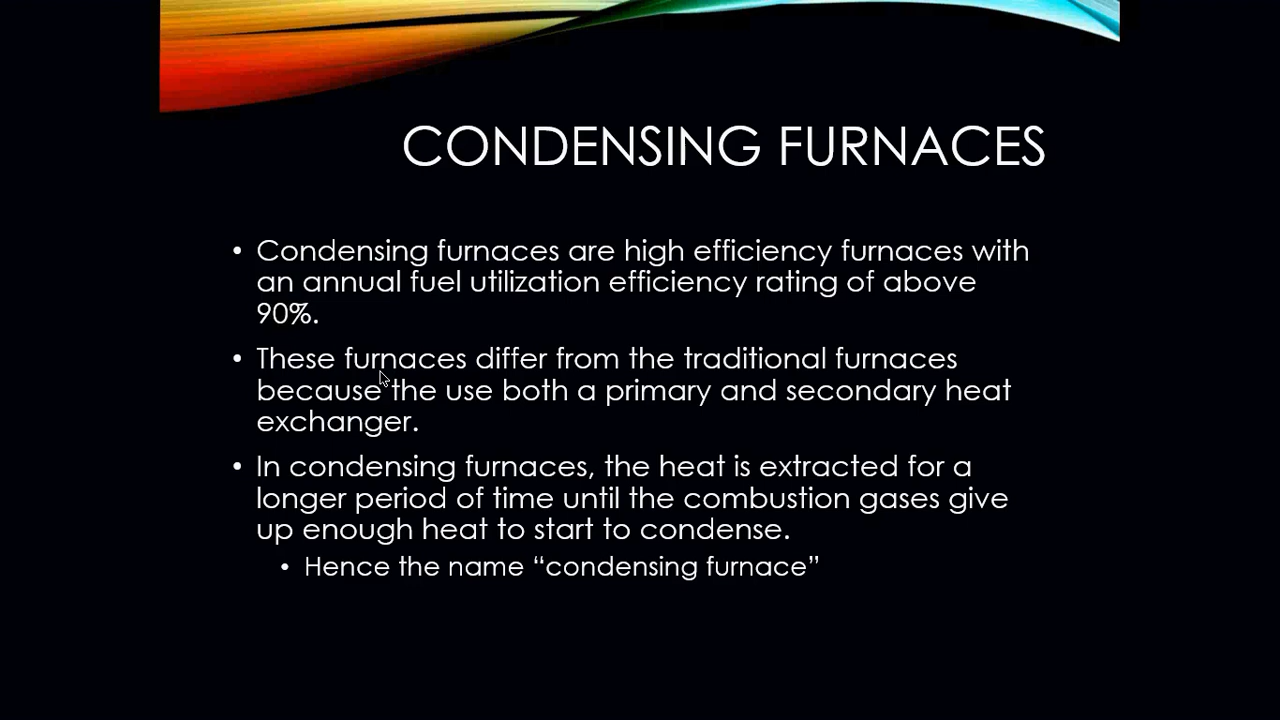 CONDENSING FURNACES
• Condensing furnaces are high efficiency furnaces with
an annual fuel utilization efficiency rating of above
90%.
• These furnaces differ from the traditional furnaces
because the use both a primary and secondary heat
exchanger.
• In condensing furnaces, the heat is extracted for a
longer period of time until the combustion gases give
up enough heat to start to condense.
• Hence the name “condensing furnace”